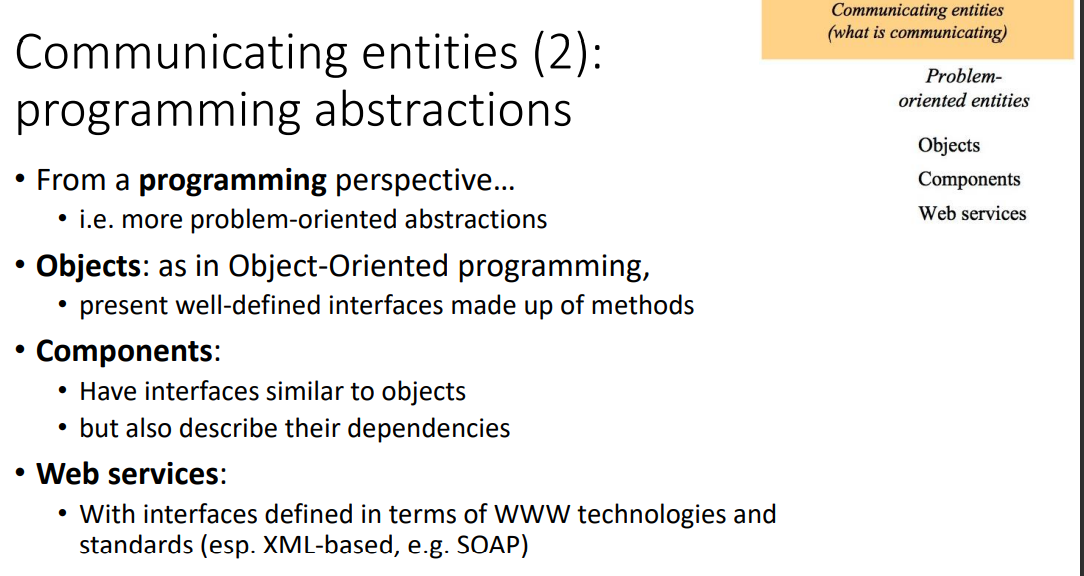 Communicating entities (2):
programming abstractions
• From a programming perspective...
• i.e. more problem-oriented abstractions
• Objects: as in Object-Oriented programming,
• present well-defined interfaces made up of methods
• Components:
• Have interfaces similar to objects
• but also describe their dependencies
• Web services:
• With interfaces defined in terms of WWW technologies and
standards (esp. XML-based, e.g. SOAP)
Communicating entities
(what is communicating)
Problem-
oriented entities
Objects
Components
Web services